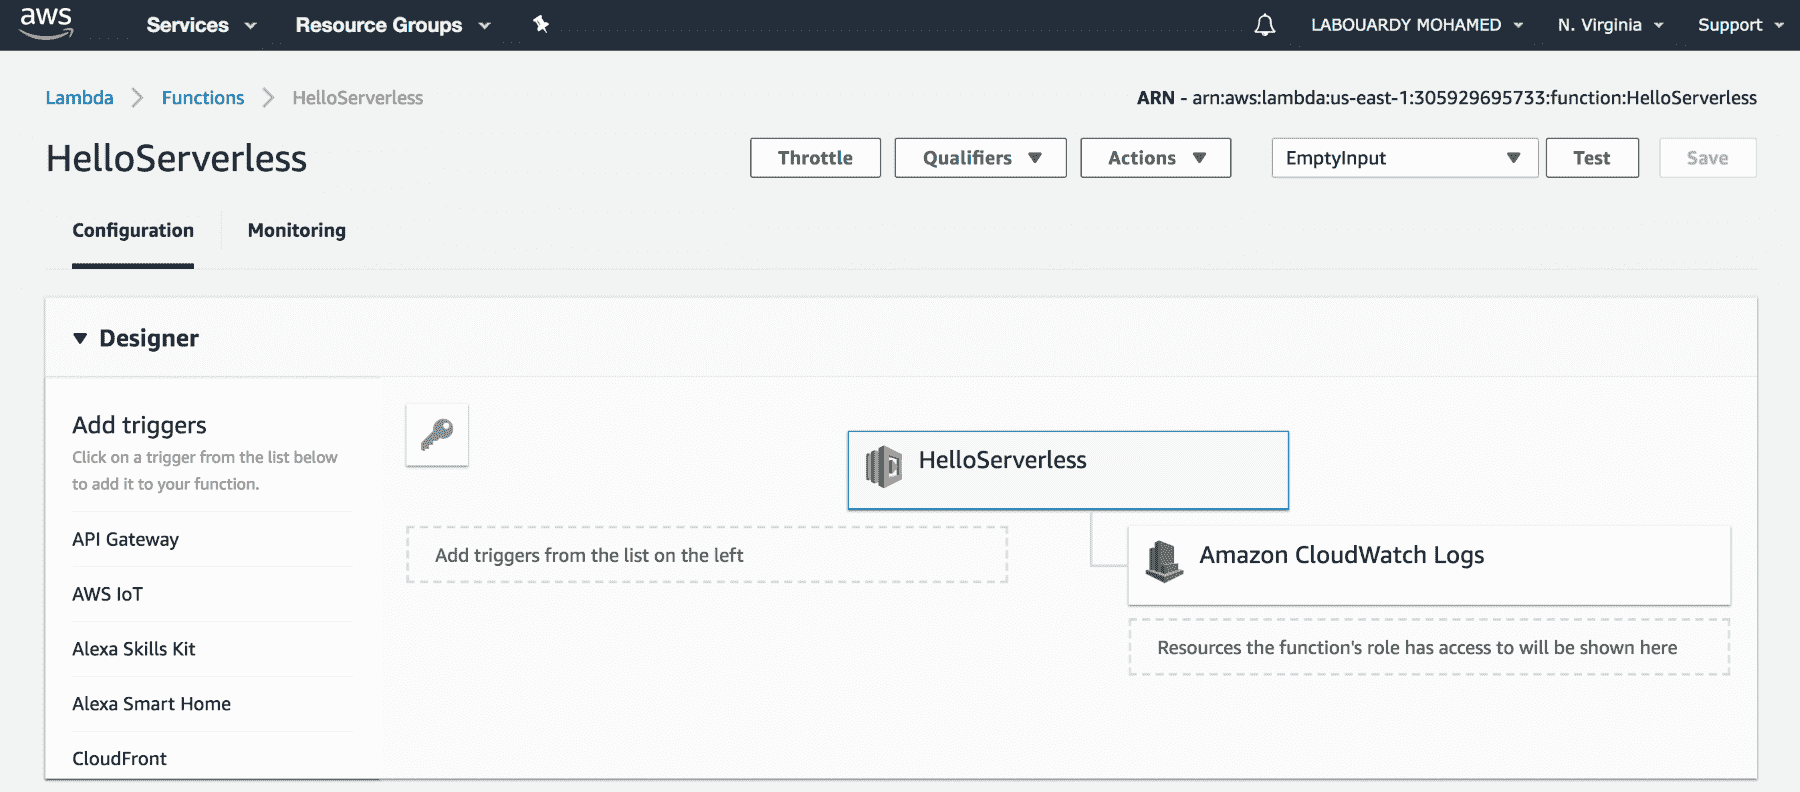 aws Services Resource Groups LABOUARDY MOHAMED N. Virginia Support
Lambda Functions HelloServerless ARN - arn:aws:lambda:us-east-1:305929695733:function:HelloServerless
HelloServerless Throttle Qualifiers Actions EmptyInput Test Save
Configuration Monitoring
Designer
Add triggers
Click on a trigger from the list below
to add it to your function.
API Gateway
AWS IoT
Alexa Skills Kit
Alexa Smart Home
CloudFront
HelloServerless
Add triggers from the list on the left
Amazon CloudWatch Logs
Resources the function's role has access to will be shown here